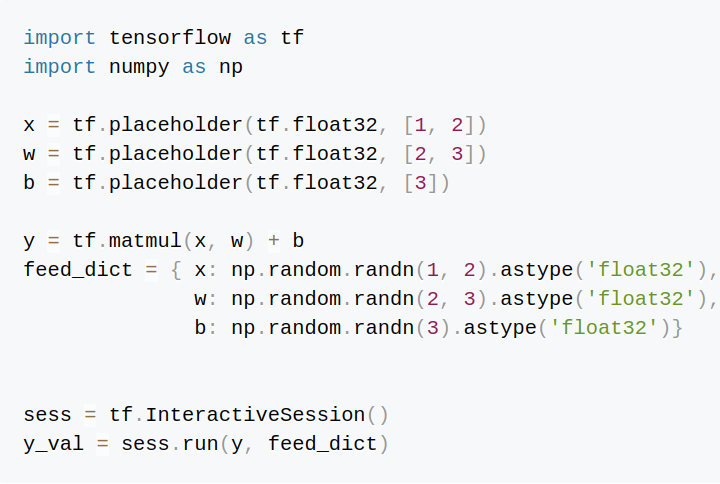 import tensorflow as tf
import numpy as np

x = tf.placeholder(tf.float32, [1, 2])
w = tf.placeholder(tf.float32, [2, 3])
b = tf.placeholder(tf.float32, [3])

y = tf.matmul(x, w) + b
feed_dict = { x: np.random.randn(1, 2).astype('float32'),
              w: np.random.randn(2, 3).astype('float32'),
              b: np.random.randn(3).astype('float32')}


sess = tf.InteractiveSession()
y_val = sess.run(y, feed_dict)